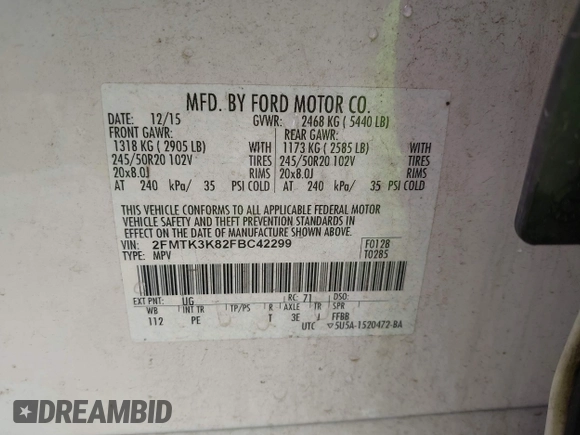 MFD. BY FORD MOTOR CO.
DATE: 12/15 GVWR: 2468 KG ( 5440 LB)
FRONT GAWR: REAR GAWR:
1318 KG ( 2905 LB) WITH 1173 KG ( 2585 LB) WITH
245/50R20 102V TIRES 245/50R20 102V TIRES
20x8.0J RIMS 20x8.0J RIMS
AT 240 kPa/ 35 PSI COLD AT 240 kPa/ 35 PSI COLD
THIS VEHICLE CONFORMS TO ALL APPLICABLE FEDERAL MOTOR
VEHICLE SAFETY AND THEFT PREVENTION STANDARDS IN
EFFECT ON THE DATE OF MANUFACTURE SHOWN ABOVE.
VIN: 2FMTK3K82FBC42299 F0128
TYPE: MPV T0285
EXT PNT: UG RC: 71 DSO:
WB INT TR TP/PS R AXLE TR SPR
112 PE T 3E J FFBB
UTC 5U5A-1520472-BA
DREAMBID